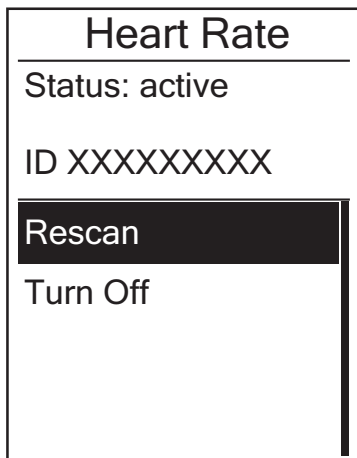 Heart Rate
Status: active
ID XXXXXXXXX
Rescan
Turn Off